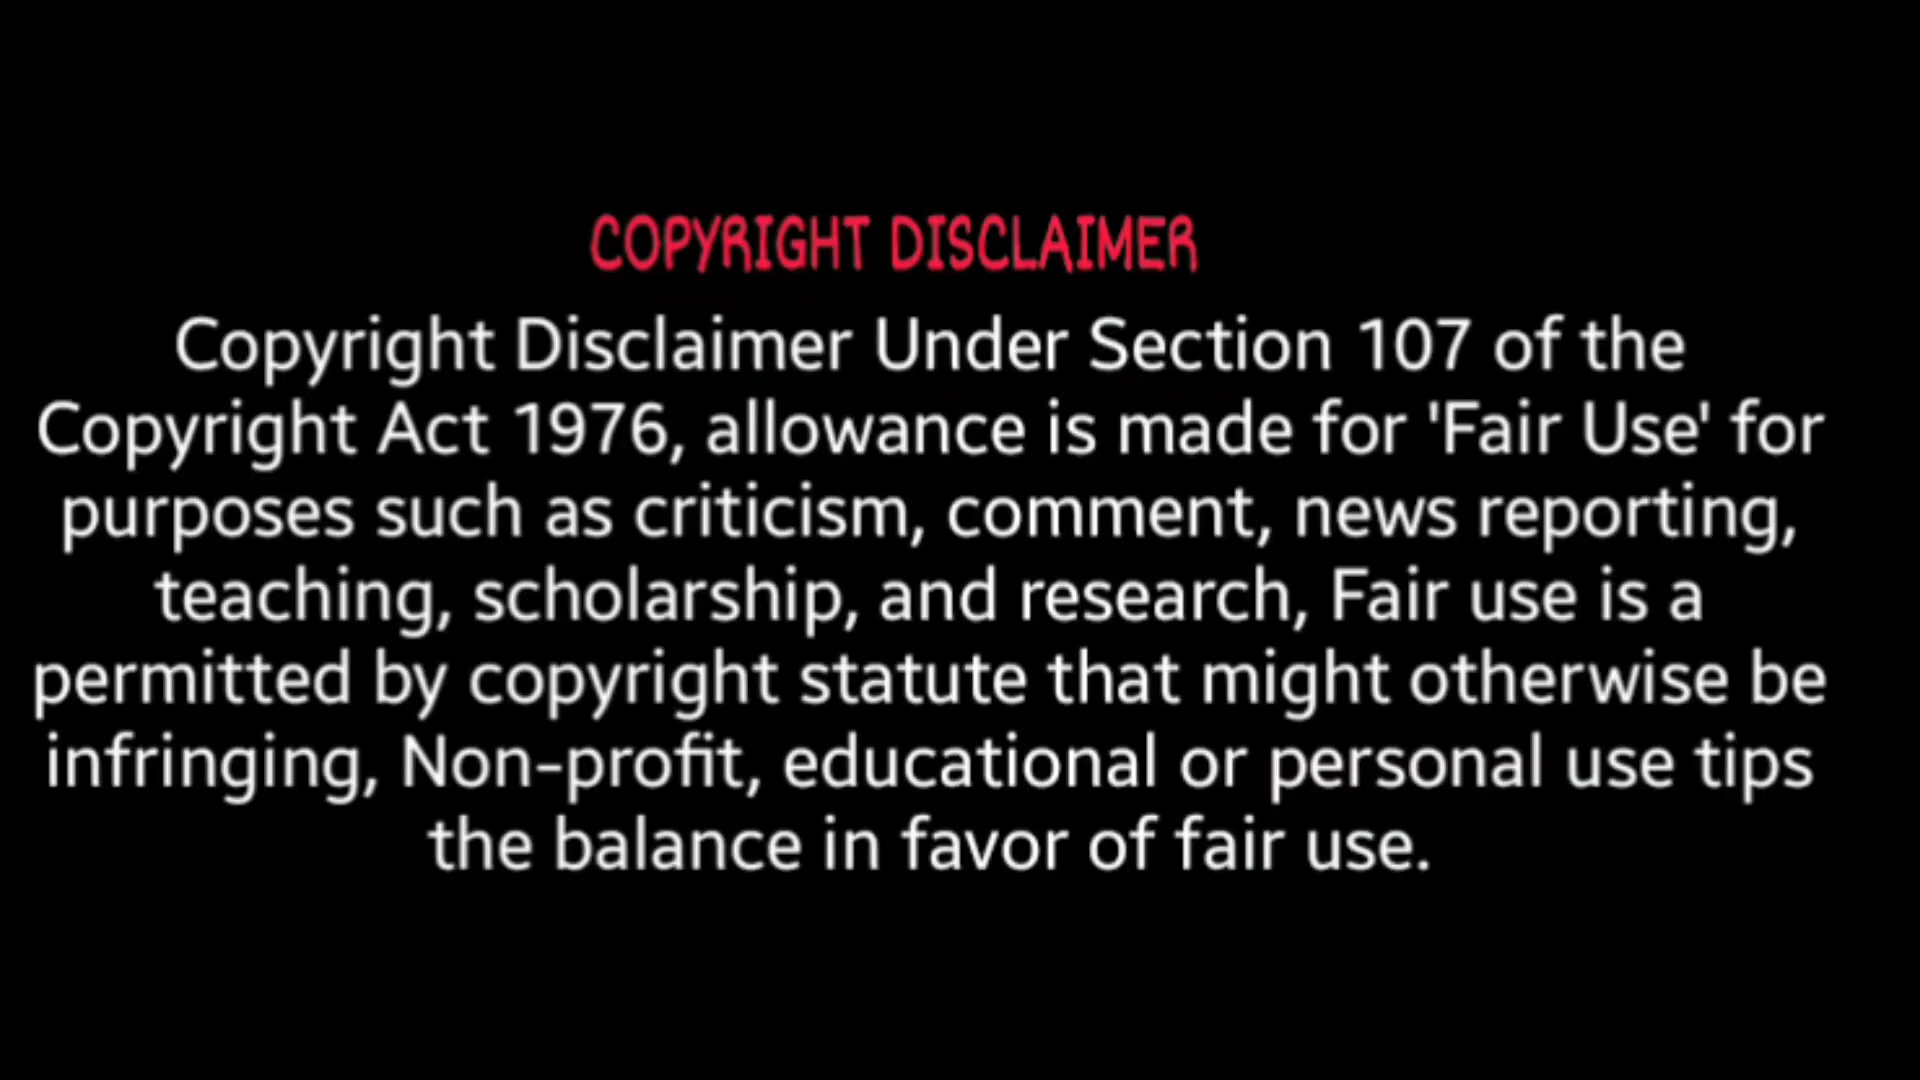 COPYRIGHT DISCLAIMER
Copyright Disclaimer Under Section 107 of the
Copyright Act 1976, allowance is made for 'Fair Use' for
purposes such as criticism, comment, news reporting,
teaching, scholarship, and research, Fair use is a
permitted by copyright statute that might otherwise be
infringing, Non-profit, educational or personal use tips
the balance in favor of fair use.